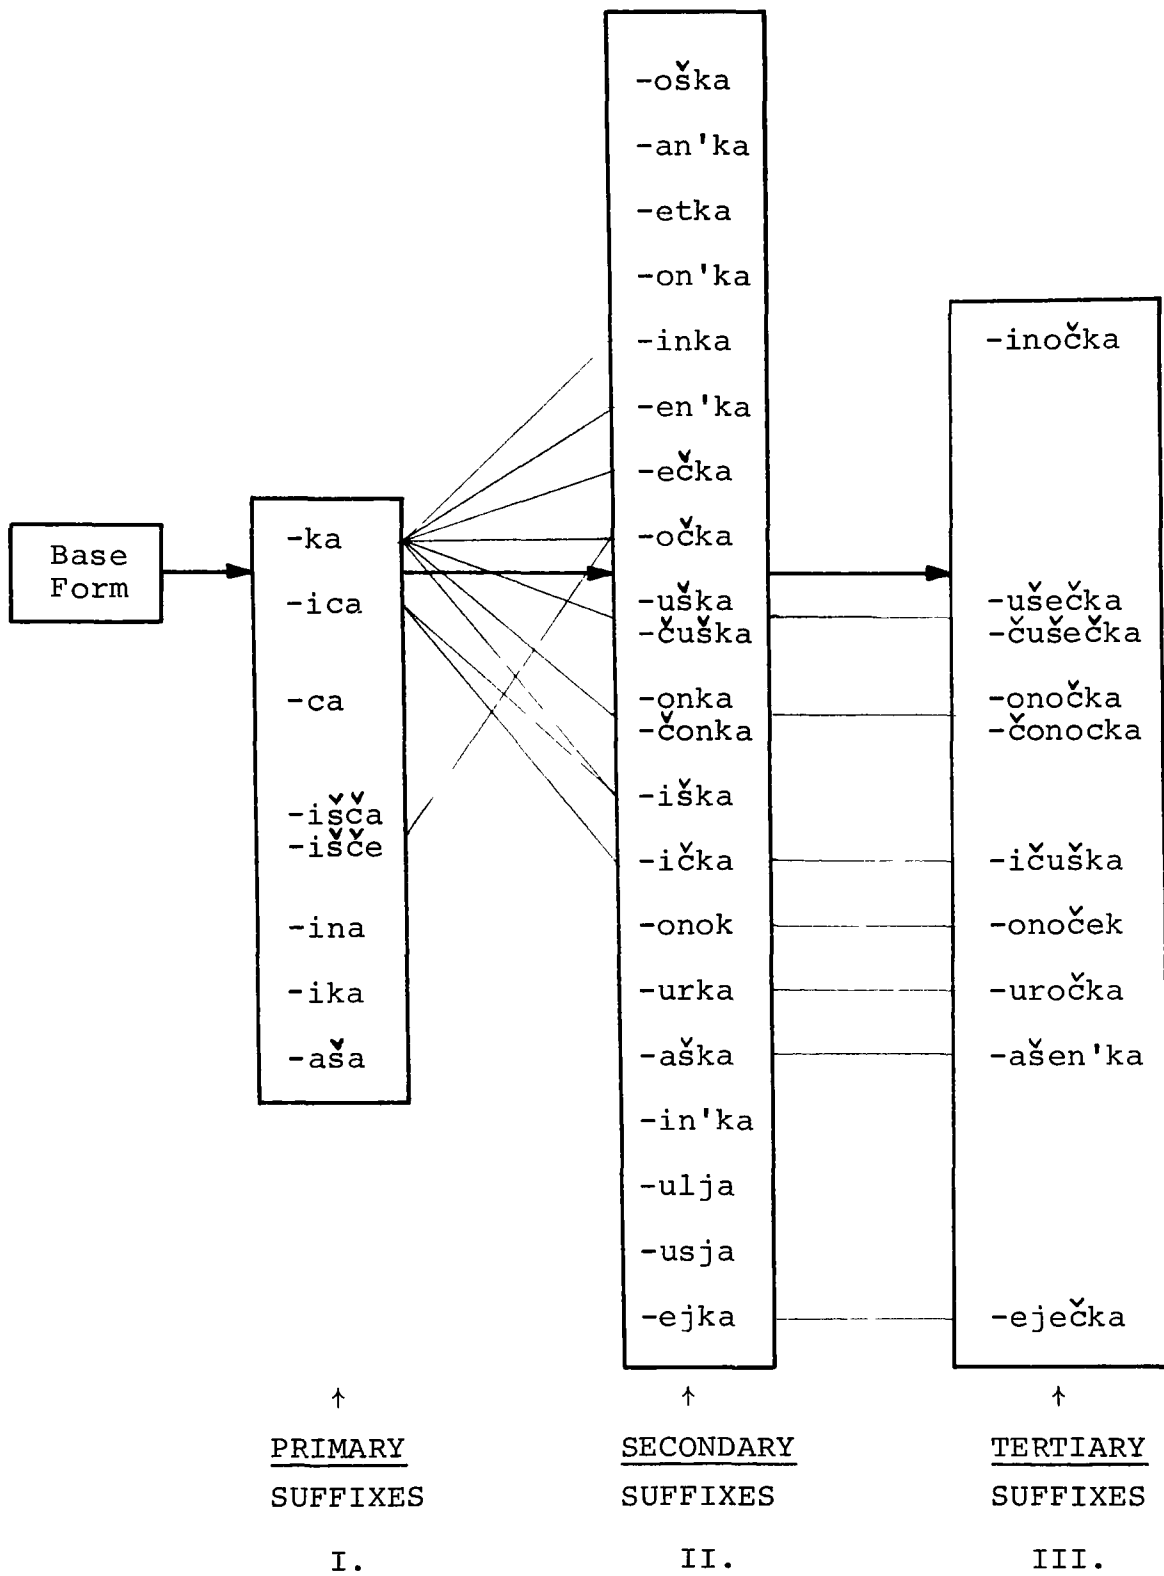 Base
Form
-ka
-ica
-ca
-išča
-išče
-ina
-ika
-aša
-oška
-an'ka
-etka
-on'ka
-inka
-en'ka
-ečka
-očka
-uška
-čuška
-onka
-čonka
-iška
-ička
-onok
-urka
-aška
-in'ka
-ulja
-usja
-ejka
-inočka
-ušečka
-čušečka
-onočka
-čonocka
-ičuška
-onoček
-uročka
-ašen'ka
-eječka
↑
PRIMARY
SUFFIXES
I.
↑
SECONDARY
SUFFIXES
II.
↑
TERTIARY
SUFFIXES
III.